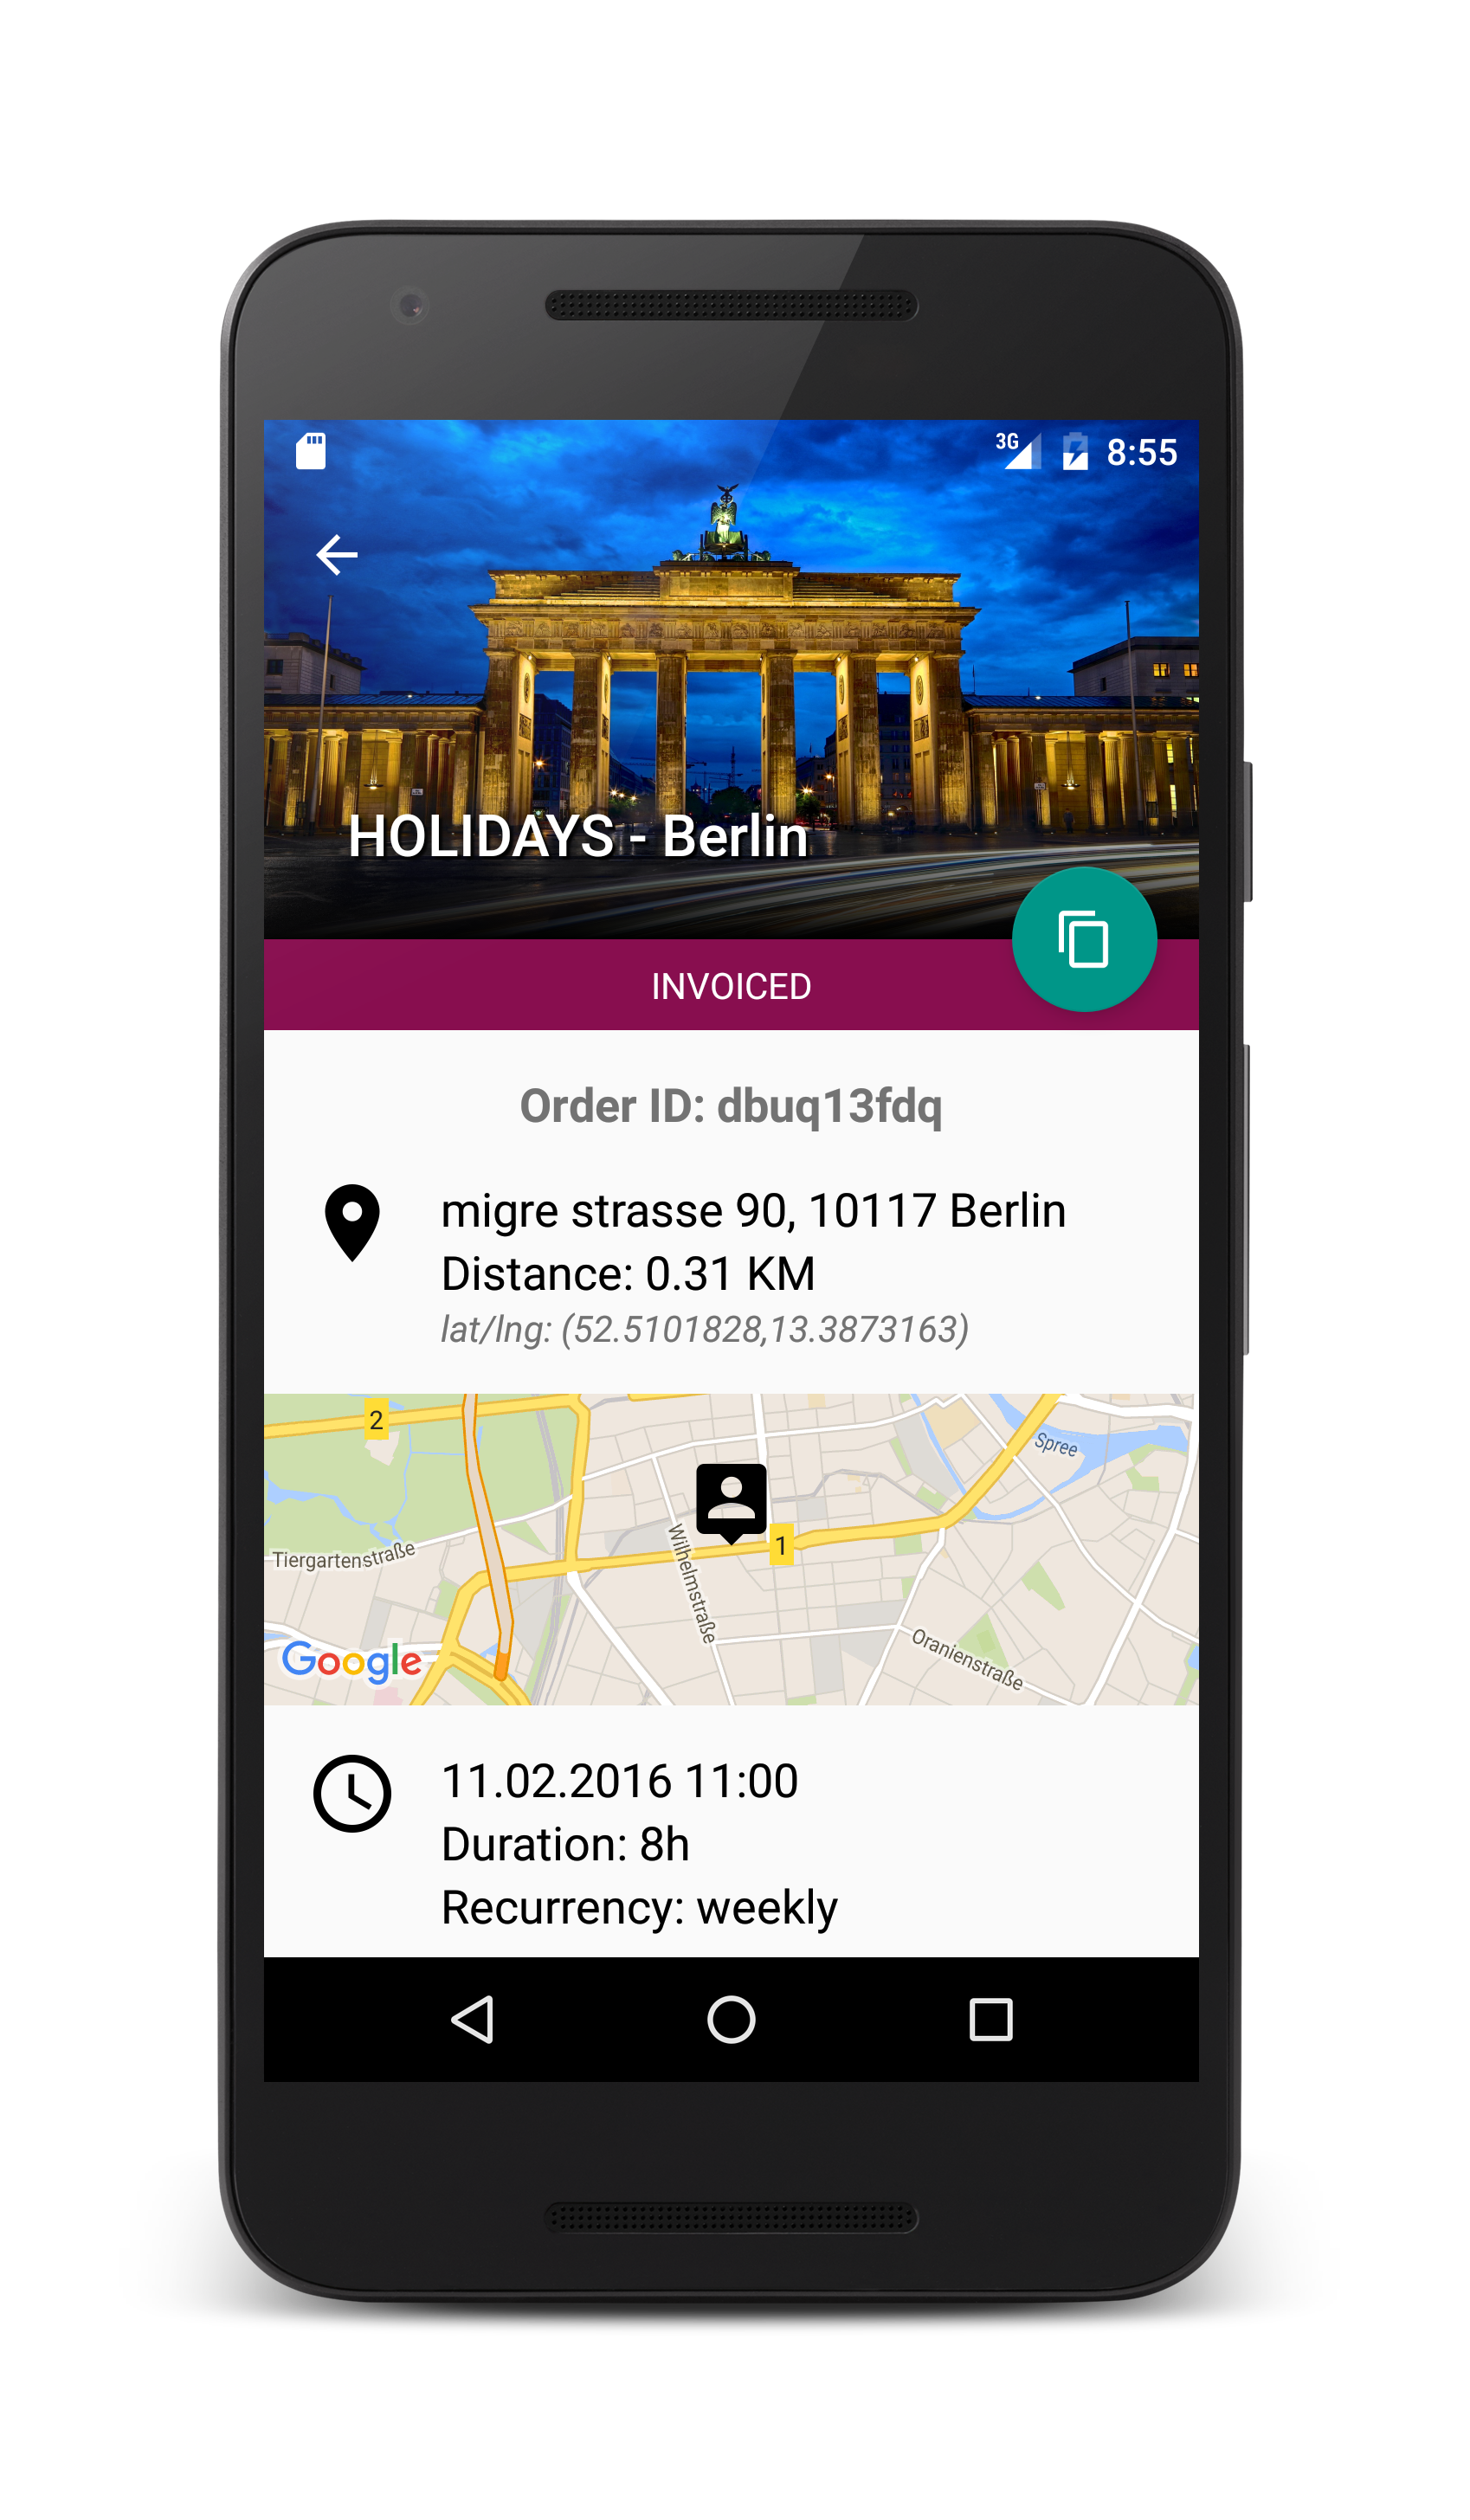 3G 8:55
HOLIDAYS - Berlin
INVOICED
Order ID: dbuq13fdq
migre strasse 90, 10117 Berlin
Distance: 0.31 KM
lat/lng: (52.5101828,13.3873163)
2
Spree
1
Tiergartenstraße
Wilhelmstraße
Oranienstraße
Google
11.02.2016 11:00
Duration: 8h
Recurrency: weekly